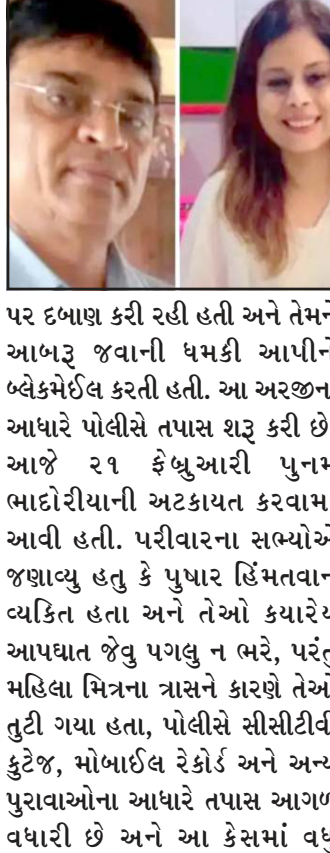 પર દબાણ કરી રહી હતી અને તેમને
આબરૂ જવાની ધમકી આપીને
બ્લેકમેઈલ કરતી હતી. આ અરજીના
આધારે પોલીસે તપાસ શરૂ કરી છે.
આજે ૨૧ ફેબ્રુઆરી પુનમ
ભાદોરીયાની અટકાયત કરવામાં
આવી હતી. પરીવારના સભ્યોએ
જણાવ્યુ હતુ કે પુષાર હિંમતવાન
વ્યકિત હતા અને તેઓ કયારેય
આપઘાત જેવુ પગલુ ન ભરે, પરંતુ
મહિલા મિત્રના ત્રાસને કારણે તેઓ
તુટી ગયા હતા, પોલીસે સીસીટીવી
ફુટેજ, મોબાઈલ રેકોર્ડ અને અન્ય
પુરાવાઓના આધારે તપાસ આગળ
વધારી છે અને આ કેસમાં વધુ